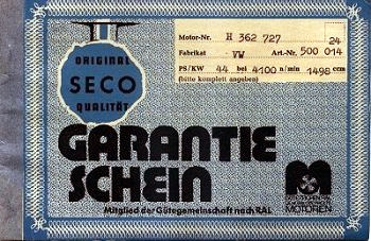 Motor-Nr. H 362 727 24
Fabrikat VW Art.-Nr. 500 014
PS/KW 44 bei 4100 n/min 1498 ccm
(bitte komplett angeben)
ORIGINAL
SECO
QUALITÄT
GARANTIE
SCHEIN
Mitglied der Gütegemeinschaft nach RAL
MOTOREN